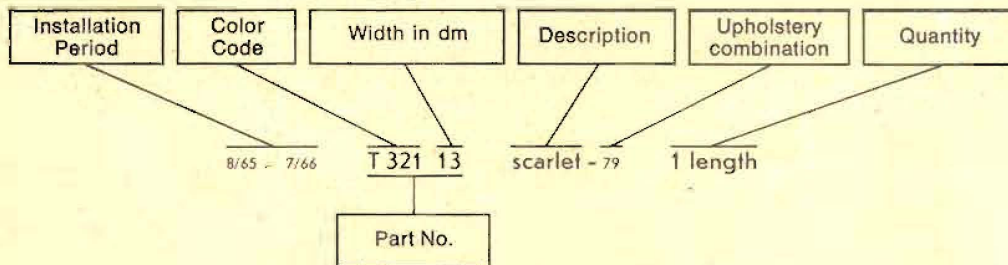 Installation Period
Color Code
Width in dm
Description
Upholstery combination
Quantity
8/65 - 7/66 T 321 13 scarlet - 79 1 length
Part No.